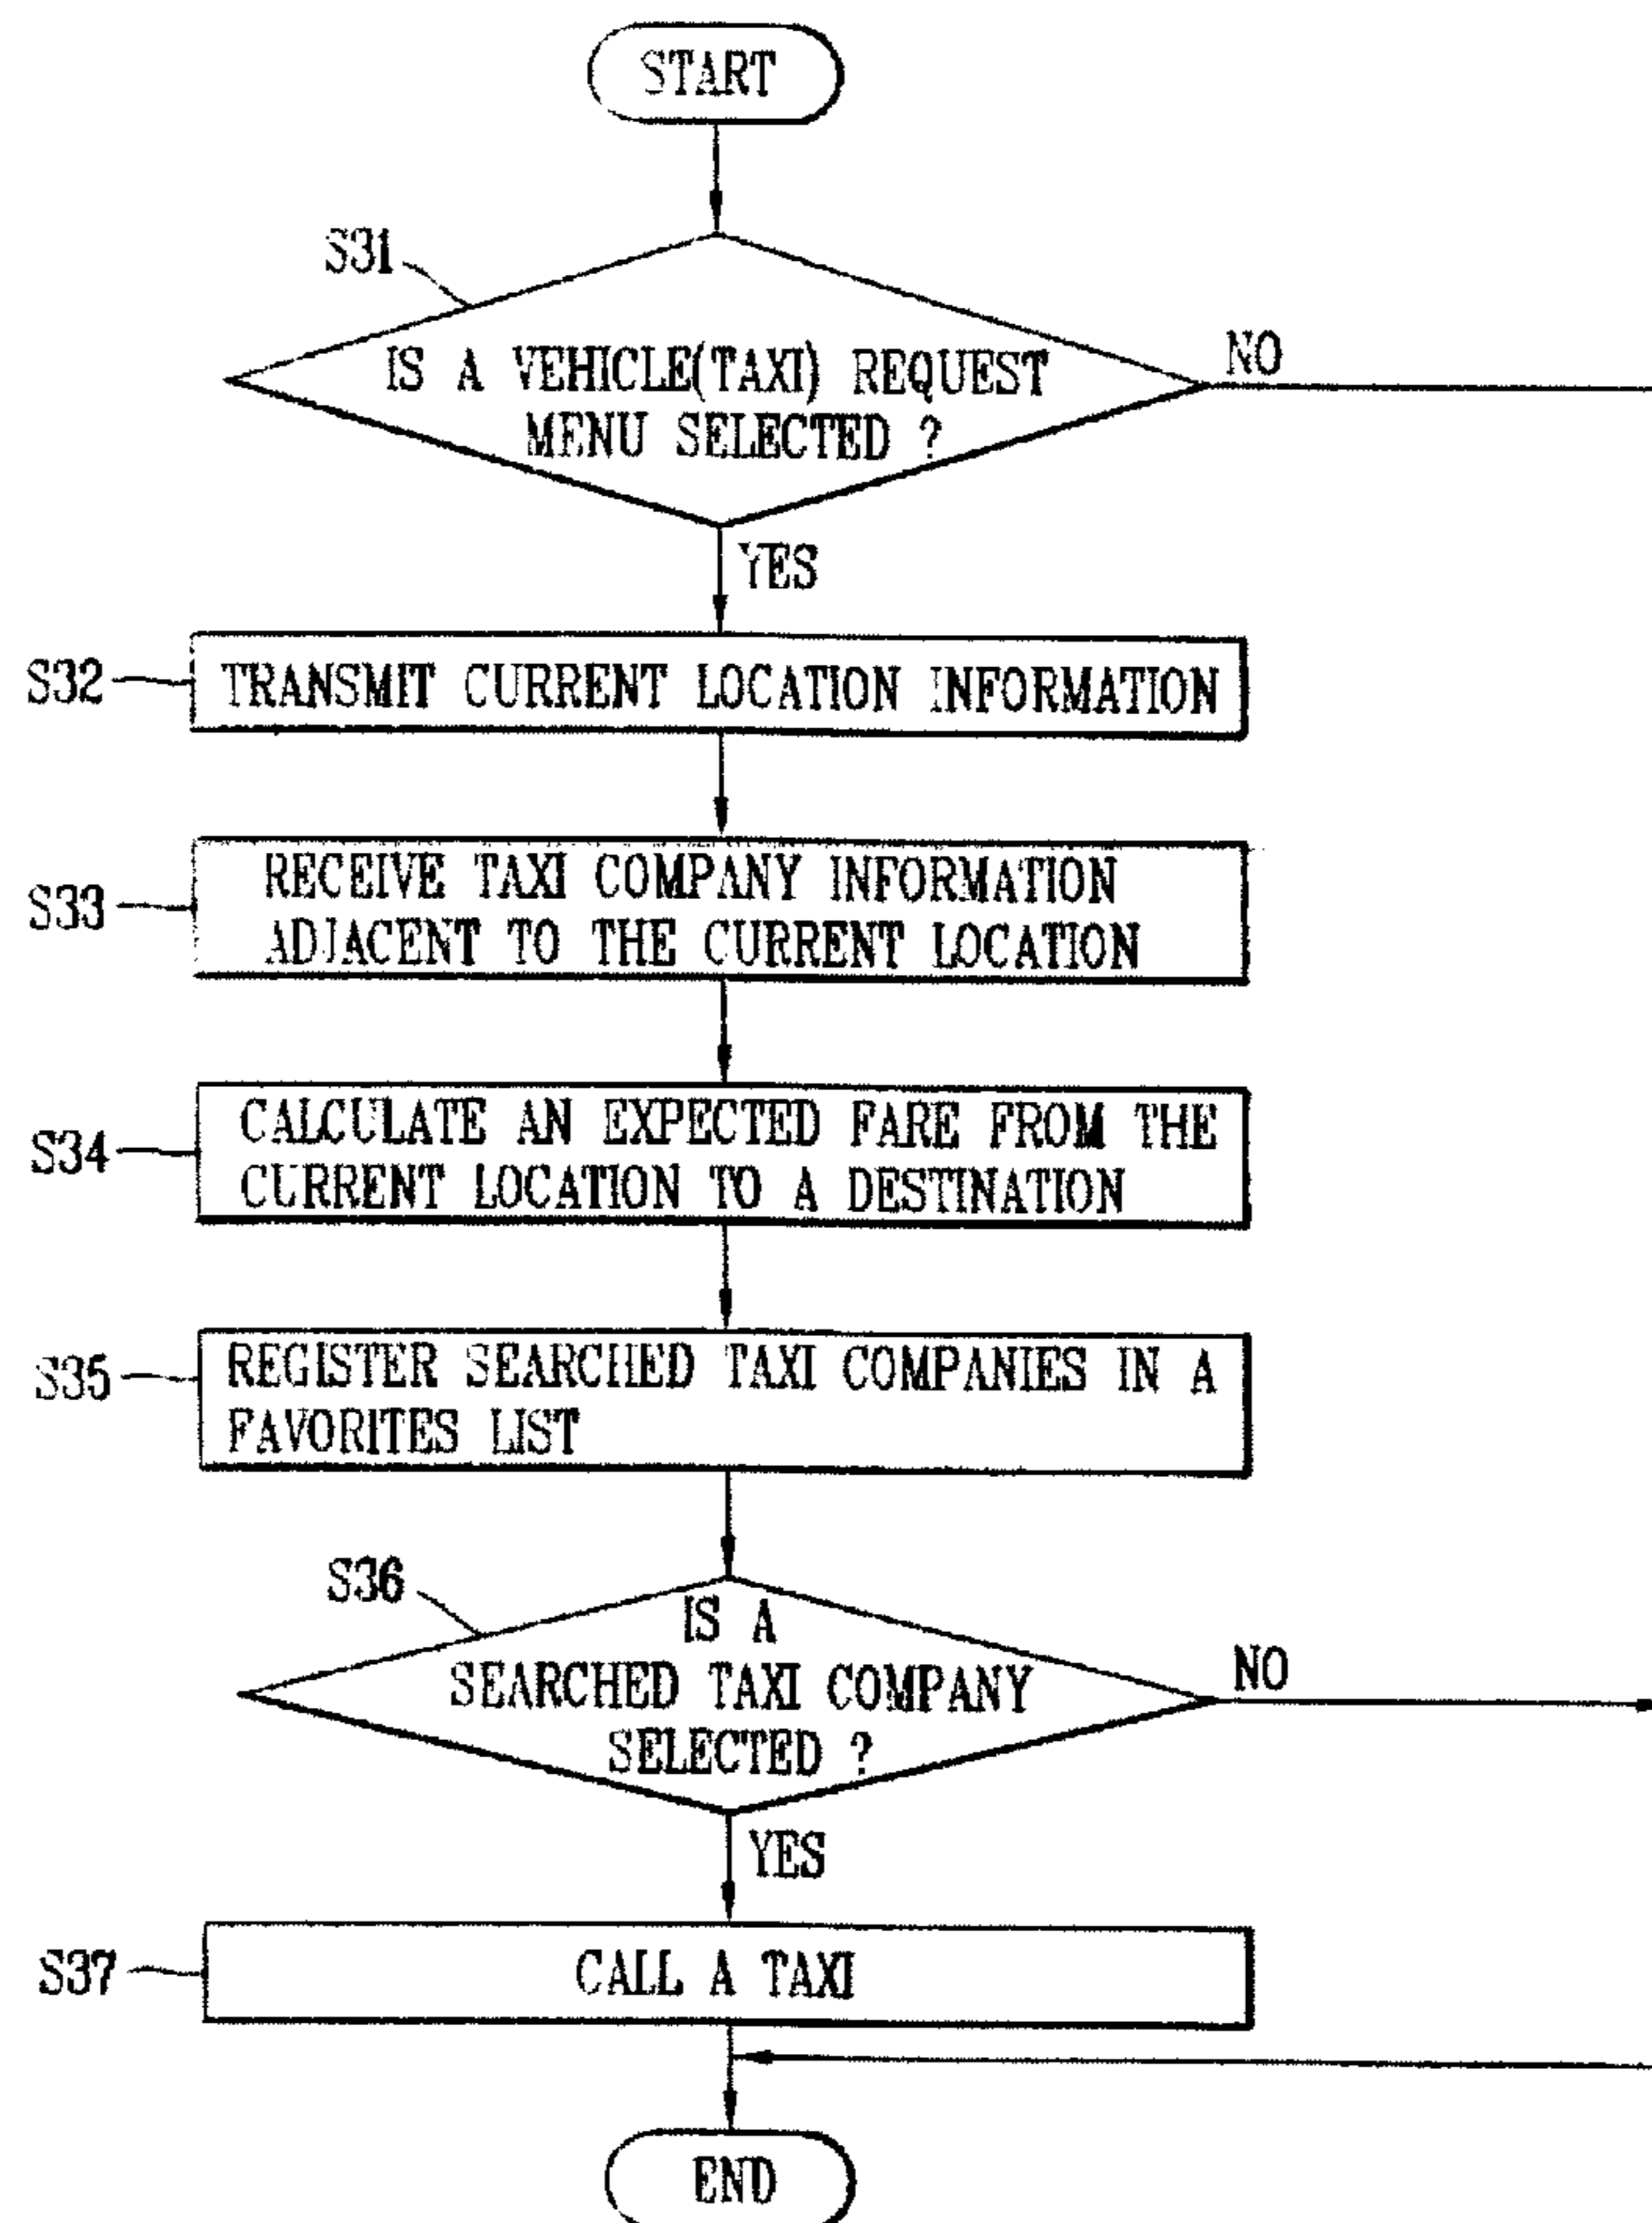 START
S31
IS A VEHICLE(TAXI) REQUEST
MENU SELECTED ?
NO
YES
S32
TRANSMIT CURRENT LOCATION INFORMATION
S33
RECEIVE TAXI COMPANY INFORMATION
ADJACENT TO THE CURRENT LOCATION
S34
CALCULATE AN EXPECTED FARE FROM THE
CURRENT LOCATION TO A DESTINATION
S35
REGISTER SEARCHED TAXI COMPANIES IN A
FAVORITES LIST
S36
IS A
SEARCHED TAXI COMPANY
SELECTED ?
NO
YES
S37
CALL A TAXI
END